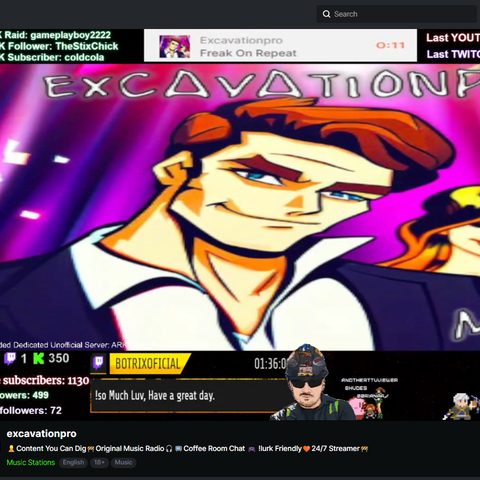 Search
K Raid: gameplayboy2222
K Follower: TheStixChick
K Subscriber: coldcola
Excavationpro
Freak On Repeat
0:11
Last YOUT
Last TWITC
EXCAVATIONP
ded Dedicated Unofficial Server: ARK
1 K 350
BOTRIXOFICIAL
01:36:0
e subscribers: 1130
owers: 499
followers: 72
!so Much Luv, Have a great day.
excavationpro
Content You Can Dig Original Music Radio Coffee Room Chat !lurk Friendly 24/7 Streamer
Music Stations English 18+ Music